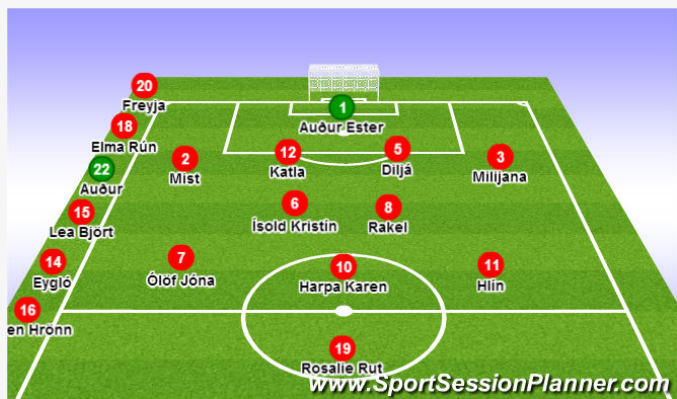 20
Freyja
1
Auður Ester
18
Elma Rún
2
Mist
12
Katla
5
Diljá
3
Milijana
22
Auður
15
Lea Björt
6
Ísold Kristín
8
Rakel
7
Ólöf Jóna
10
Harpa Karen
11
Hlín
14
Eygló
16
en Hrönn
19
Rosalie Rut
www.SportSessionPlanner.com